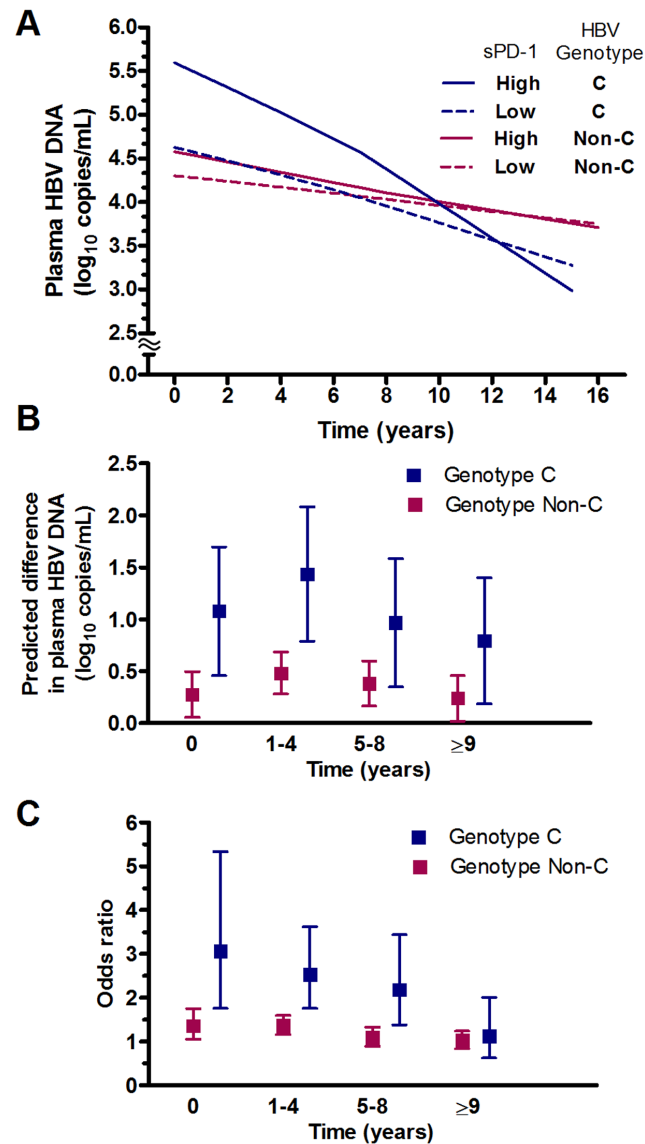 A
6.0
5.5
5.0
4.5
4.0
3.5
3.0
2.5
0.0
Plasma HBV DNA
(log10 copies/mL)
sPD-1 HBV Genotype
High C
Low C
High Non-C
Low Non-C
0 2 4 6 8 10 12 14 16
Time (years)
B
2.5
2.0
1.5
1.0
0.5
0.0
Predicted difference
in plasma HBV DNA
(log10 copies/mL)
Genotype C
Genotype Non-C
0 1-4 5-8 ≥9
Time (years)
C
6
5
4
3
2
1
0
Odds ratio
Genotype C
Genotype Non-C
0 1-4 5-8 ≥9
Time (years)